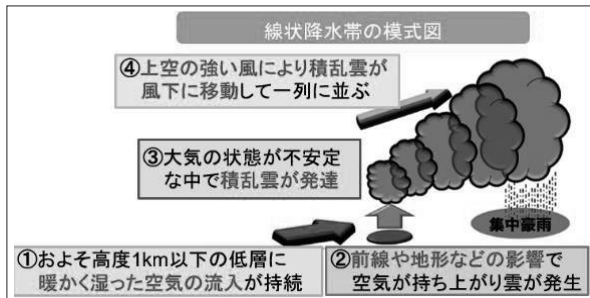 線状降水帯の模式図
④上空の強い風により積乱雲が
風下に移動して一列に並ぶ
③大気の状態が不安定
な中で積乱雲が発達
集中豪雨
①およそ高度1km以下の低層に
暖かく湿った空気の流入が持続
②前線や地形などの影響で
空気が持ち上がり雲が発生